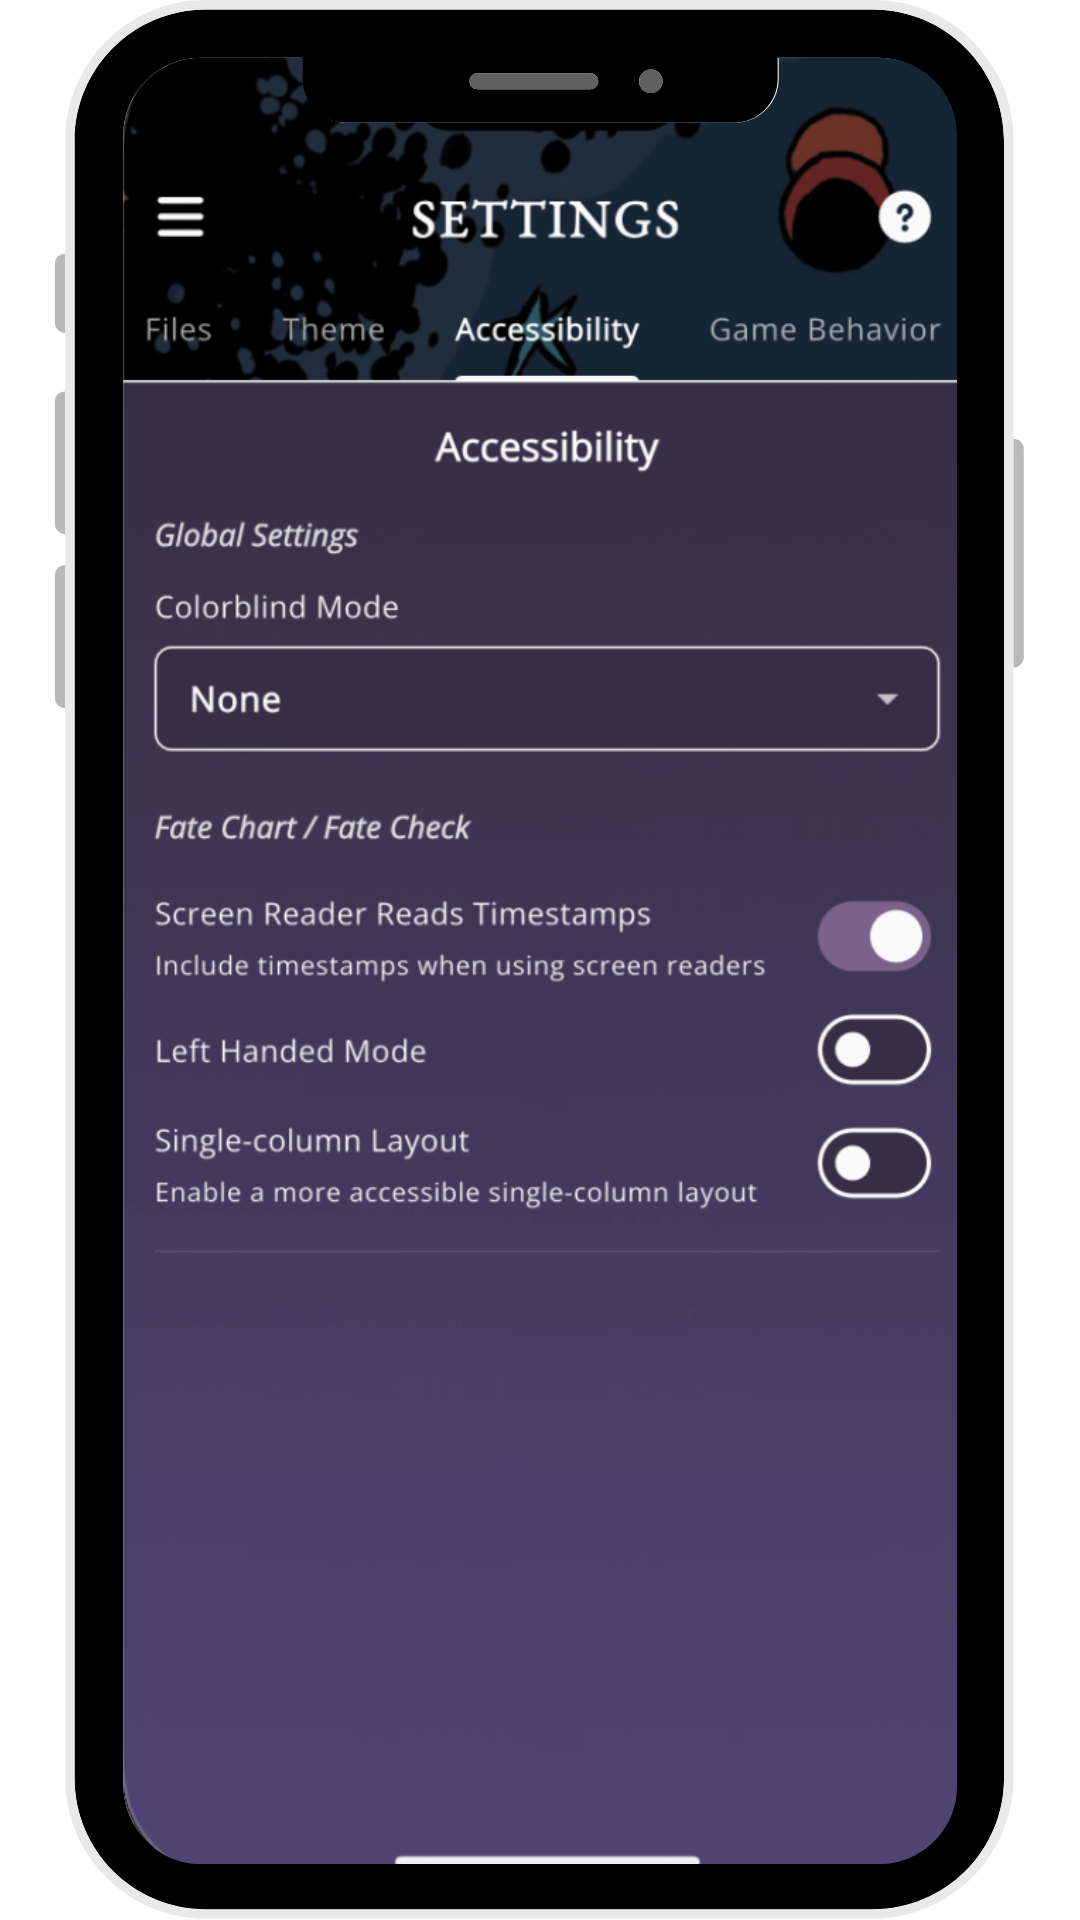 SETTINGS
?
Files Theme Accessibility Game Behavior
Accessibility
Global Settings
Colorblind Mode
None
Fate Chart / Fate Check
Screen Reader Reads Timestamps
Include timestamps when using screen readers
Left Handed Mode
Single-column Layout
Enable a more accessible single-column layout